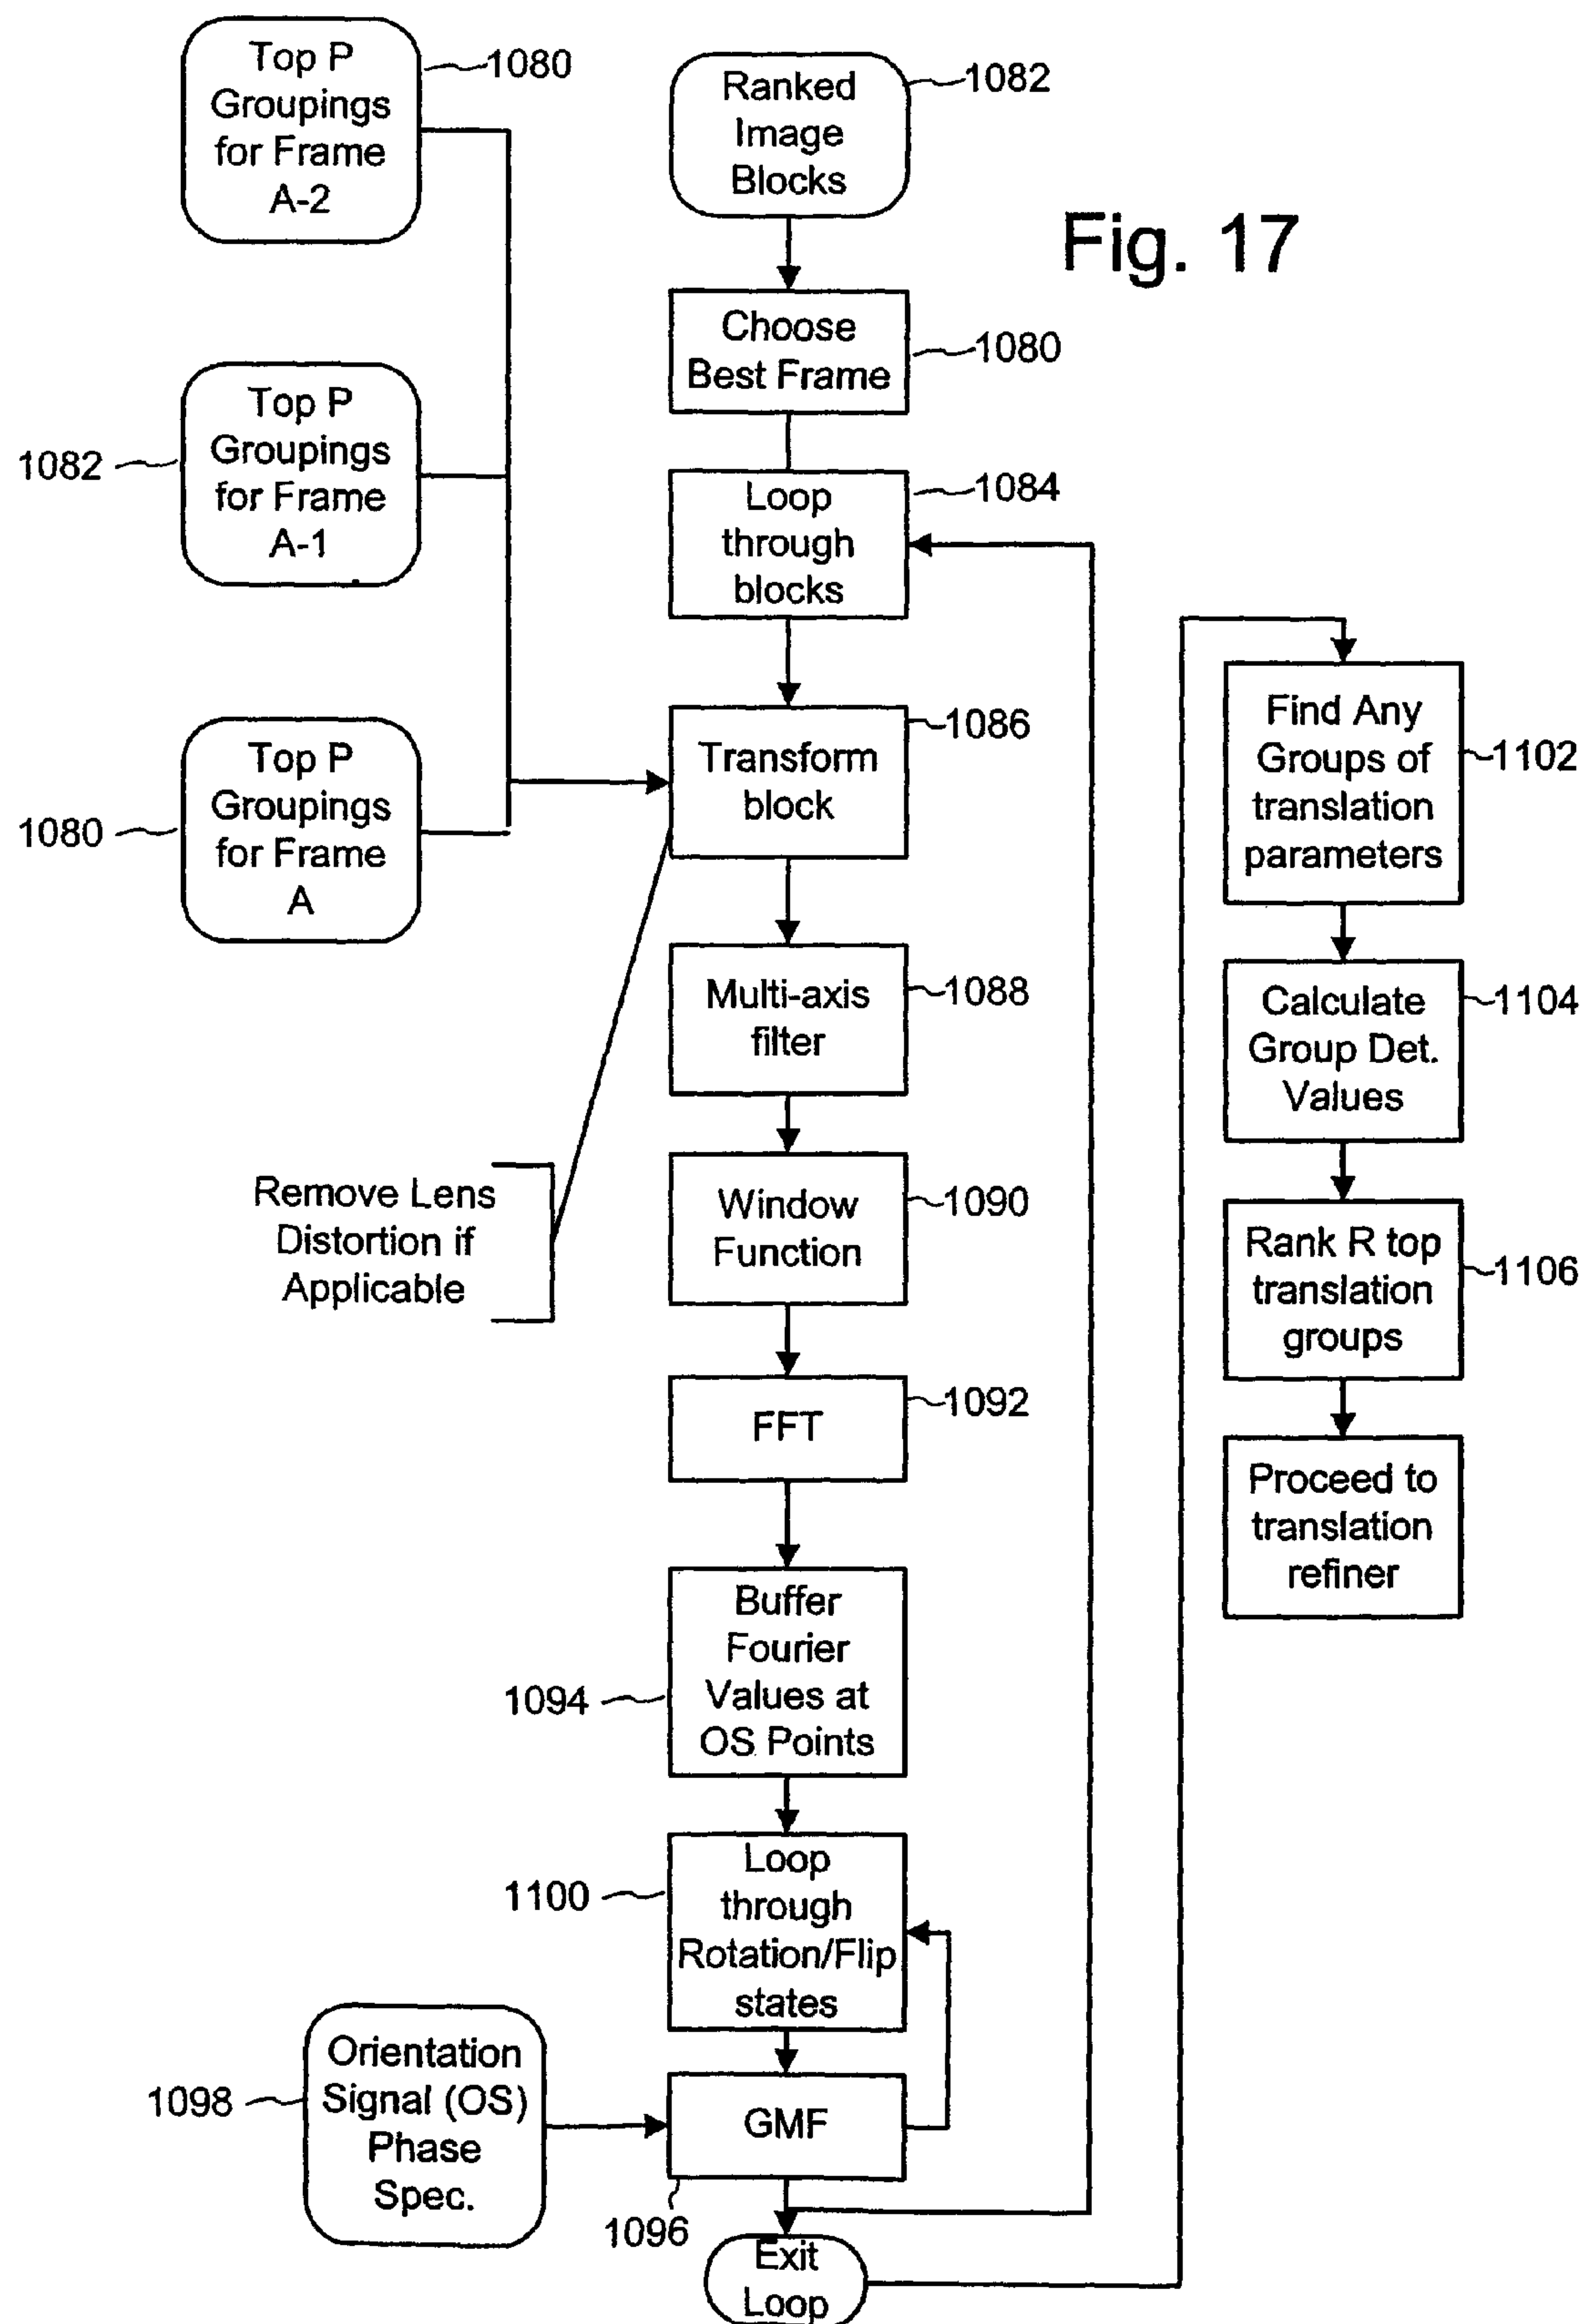 Top P
Groupings
for Frame
A-2
1080
Ranked
Image
Blocks
1082
Fig. 17
Choose
Best Frame
1080
Top P
Groupings
for Frame
A-1
1082
Loop
through
blocks
1084
Top P
Groupings
for Frame
A
1080
Transform
block
1086
Remove Lens
Distortion if
Applicable
Multi-axis
filter
1088
Window
Function
1090
FFT
1092
Buffer
Fourier
Values at
OS Points
1094
Loop
through
Rotation/Flip
states
1100
Orientation
Signal (OS)
Phase
Spec.
1098
GMF
1096
Exit
Loop
Find Any
Groups of
translation
parameters
1102
Calculate
Group Det.
Values
1104
Rank R top
translation
groups
1106
Proceed to
translation
refiner